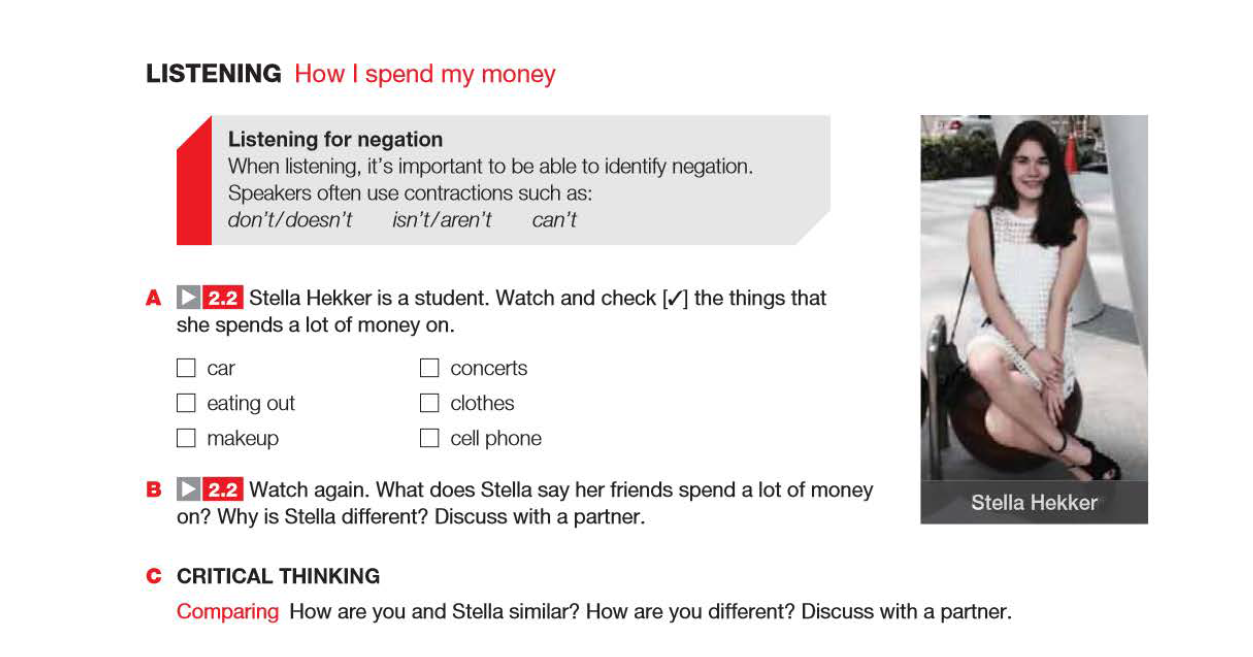 LISTENING How I spend my money
Listening for negation
When listening, it's important to be able to identify negation.
Speakers often use contractions such as:
don't/doesn't isn't/aren't can't
A 2.2 Stella Hekker is a student. Watch and check [✓] the things that
she spends a lot of money on.
car concerts
eating out clothes
makeup cell phone
B 2.2 Watch again. What does Stella say her friends spend a lot of money
on? Why is Stella different? Discuss with a partner.
Stella Hekker
C CRITICAL THINKING
Comparing How are you and Stella similar? How are you different? Discuss with a partner.